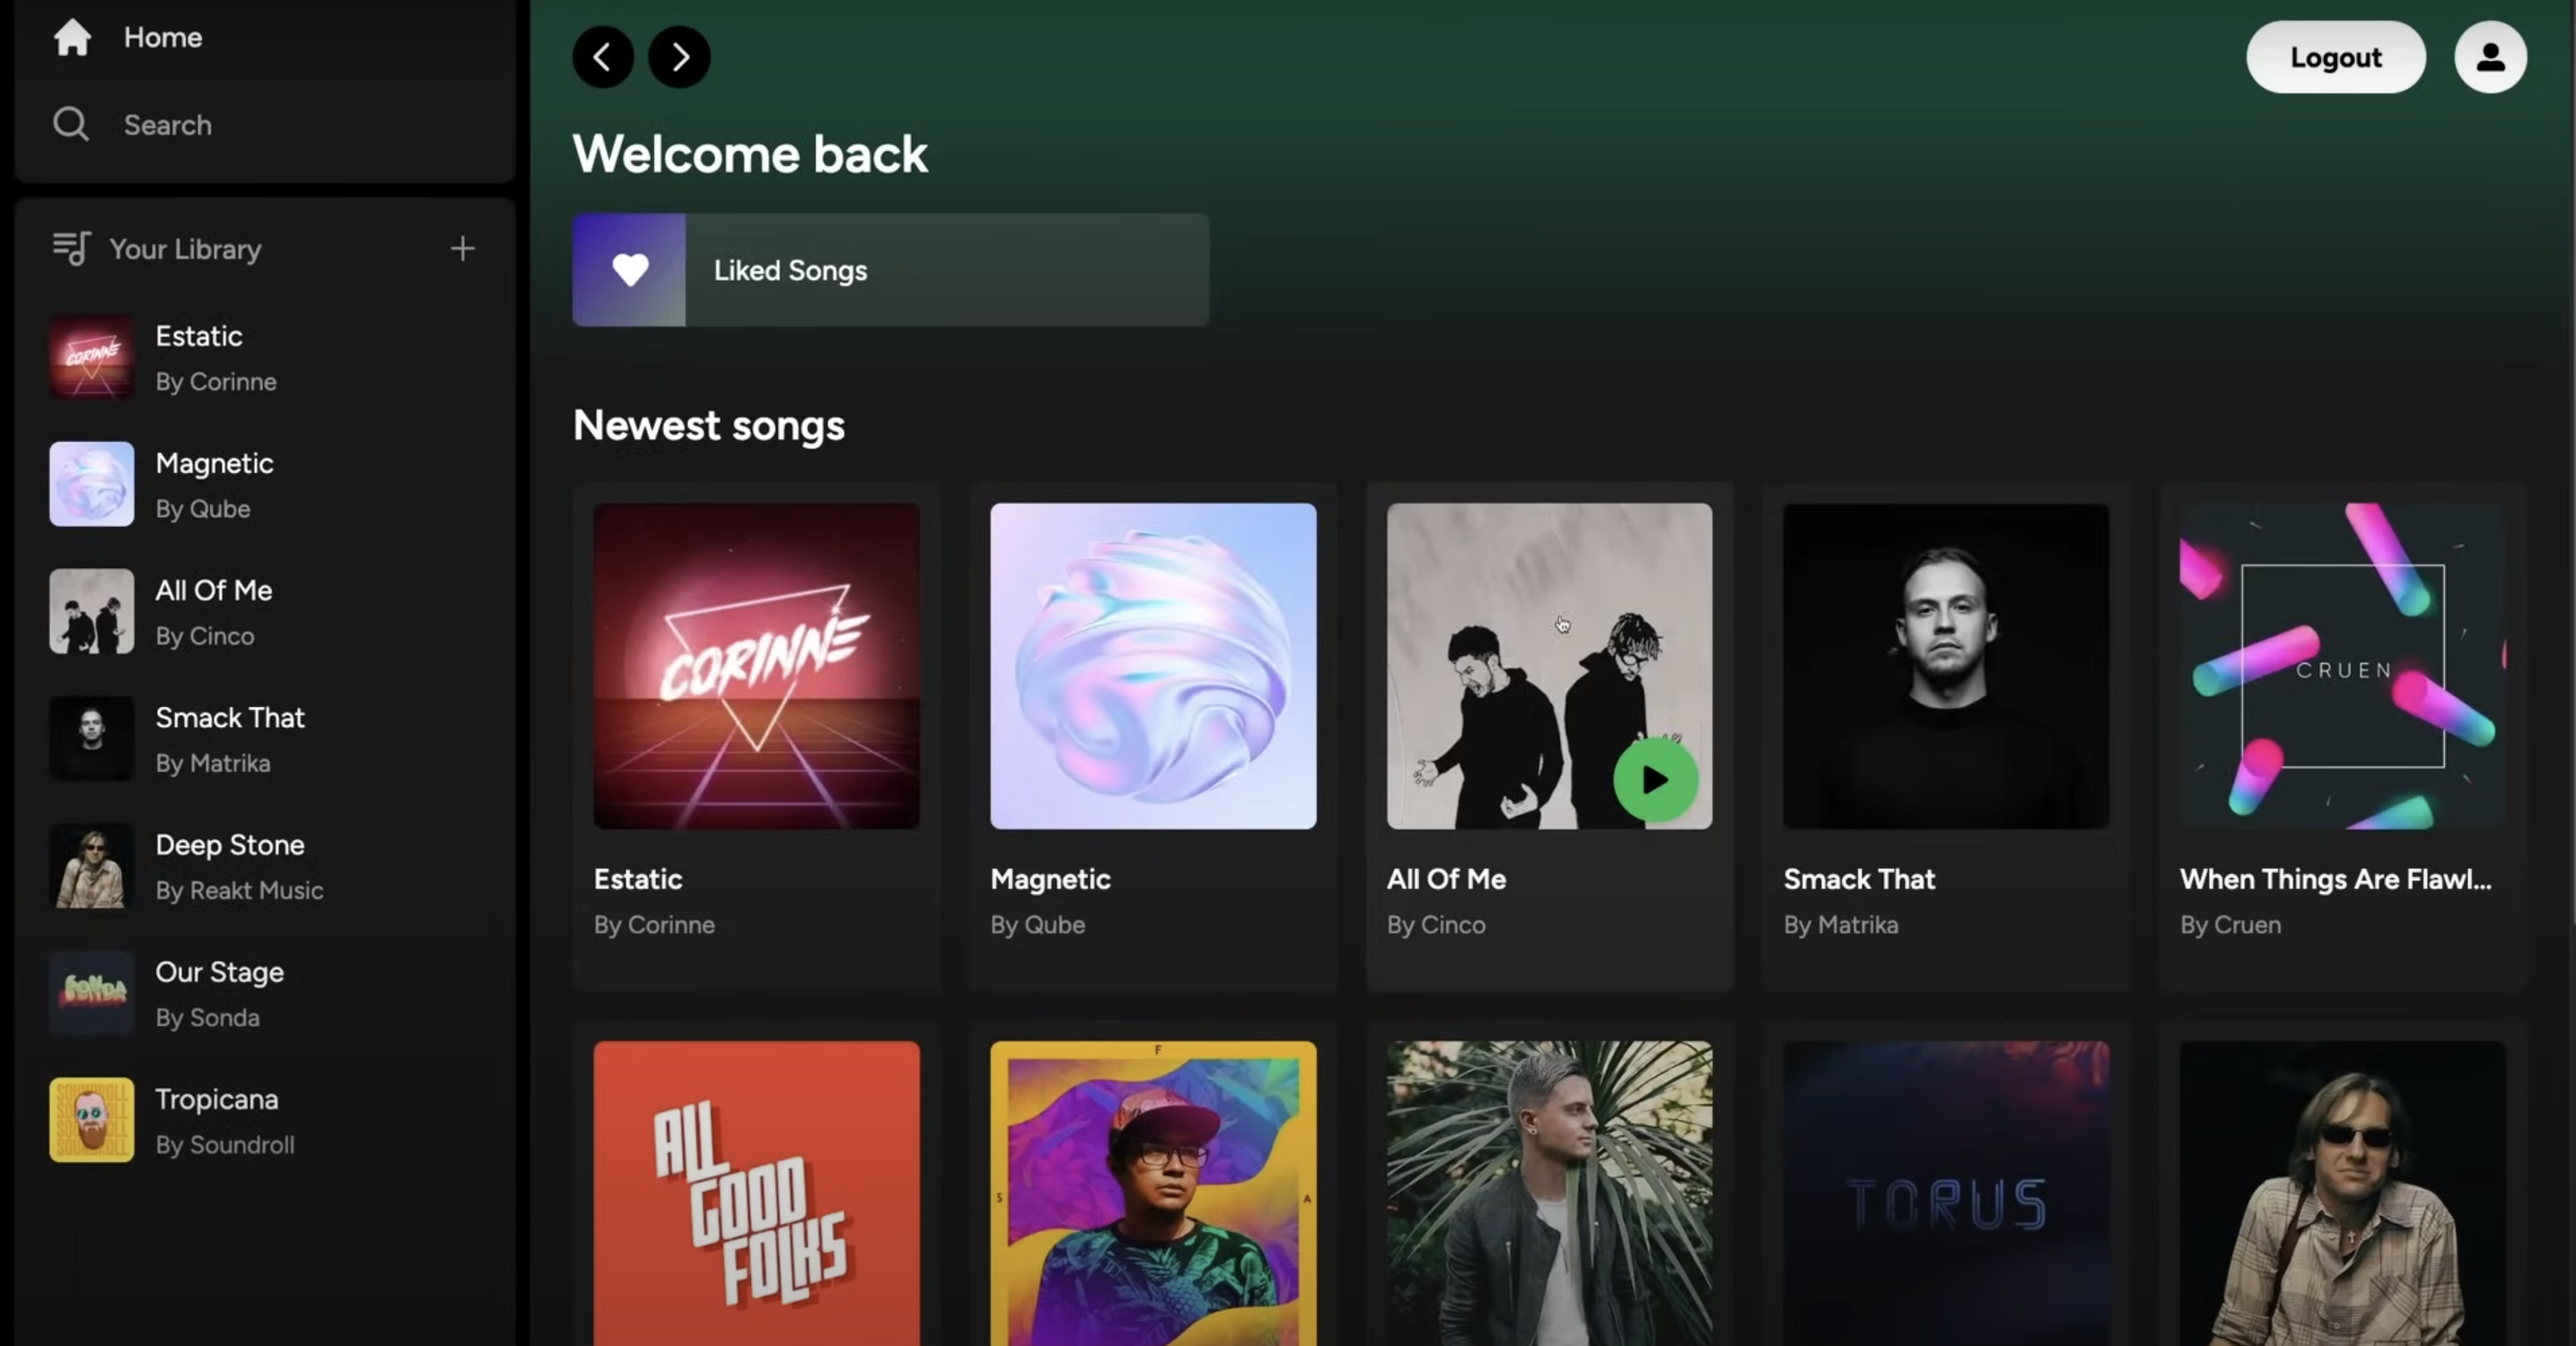 Home
Search
Your Library
Estatic
By Corinne
Magnetic
By Qube
All Of Me
By Cinco
Smack That
By Matrika
Deep Stone
By Reakt Music
Our Stage
By Sonda
Tropicana
By Soundroll
Logout
Welcome back
Liked Songs
Newest songs
CORINNE
CRUEN
Estatic
By Corinne
Magnetic
By Qube
All Of Me
By Cinco
Smack That
By Matrika
When Things Are Flawl...
By Cruen
ALL
GOOD
FOLKS
F
S
A
TORUS